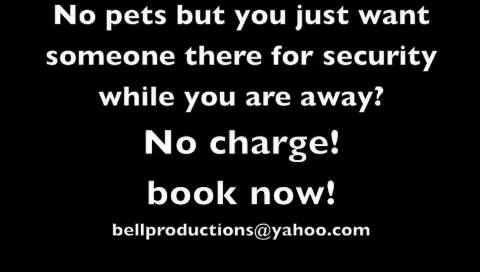 No pets but you just want
someone there for security
while you are away?
No charge!
book now!
bellproductions@yahoo.com